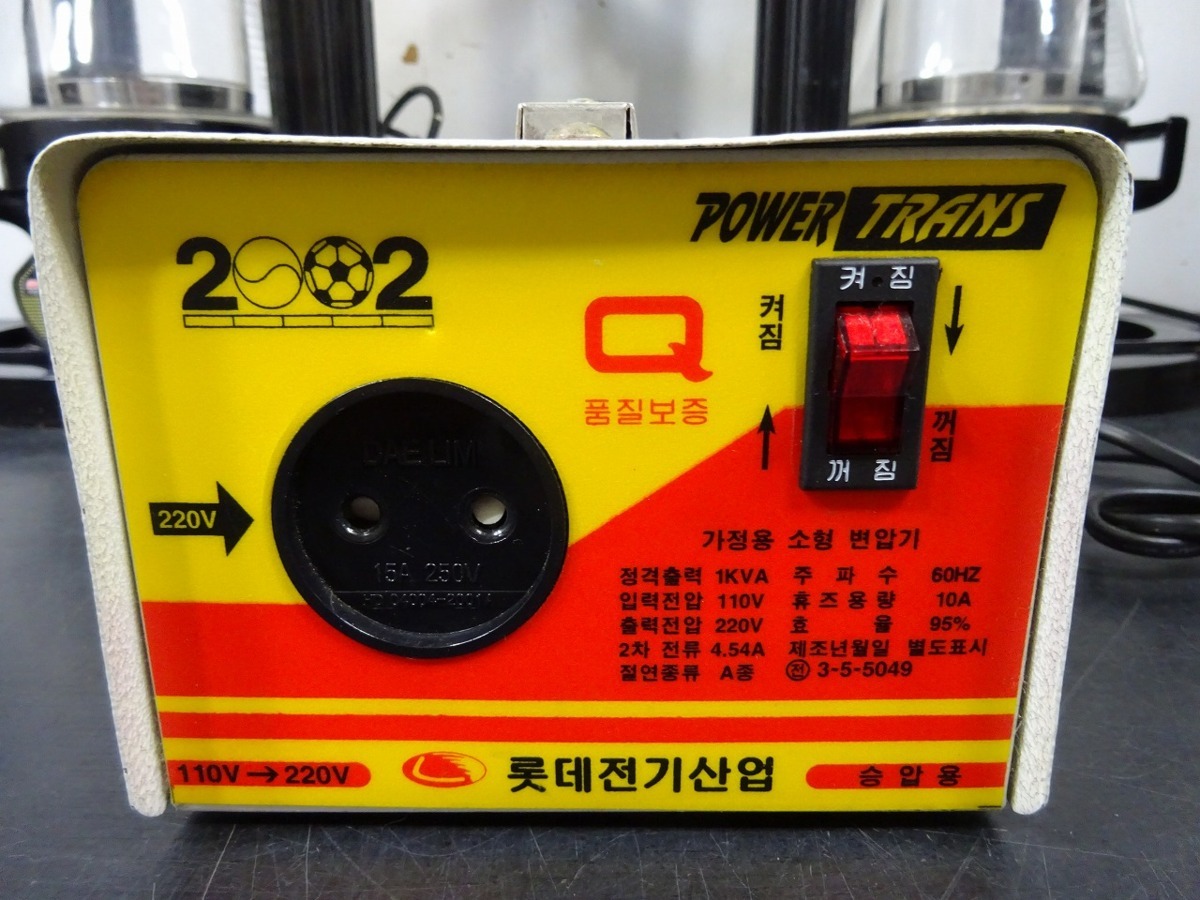 POWER TRANS
2002
켜 짐
켜짐
Q
품질보증
꺼짐
꺼 짐
DAE LIM
220V
15A 250V
가정용 소형 변압기
정격출력 1KVA 주 파 수 60HZ
입력전압 110V 휴즈용량 10A
출력전압 220V 효 율 95%
2차 전류 4.54A 제조년월일 별도표시
절연종류 A종 전 3-5-5049
110V→220V
롯데전기산업
승압용